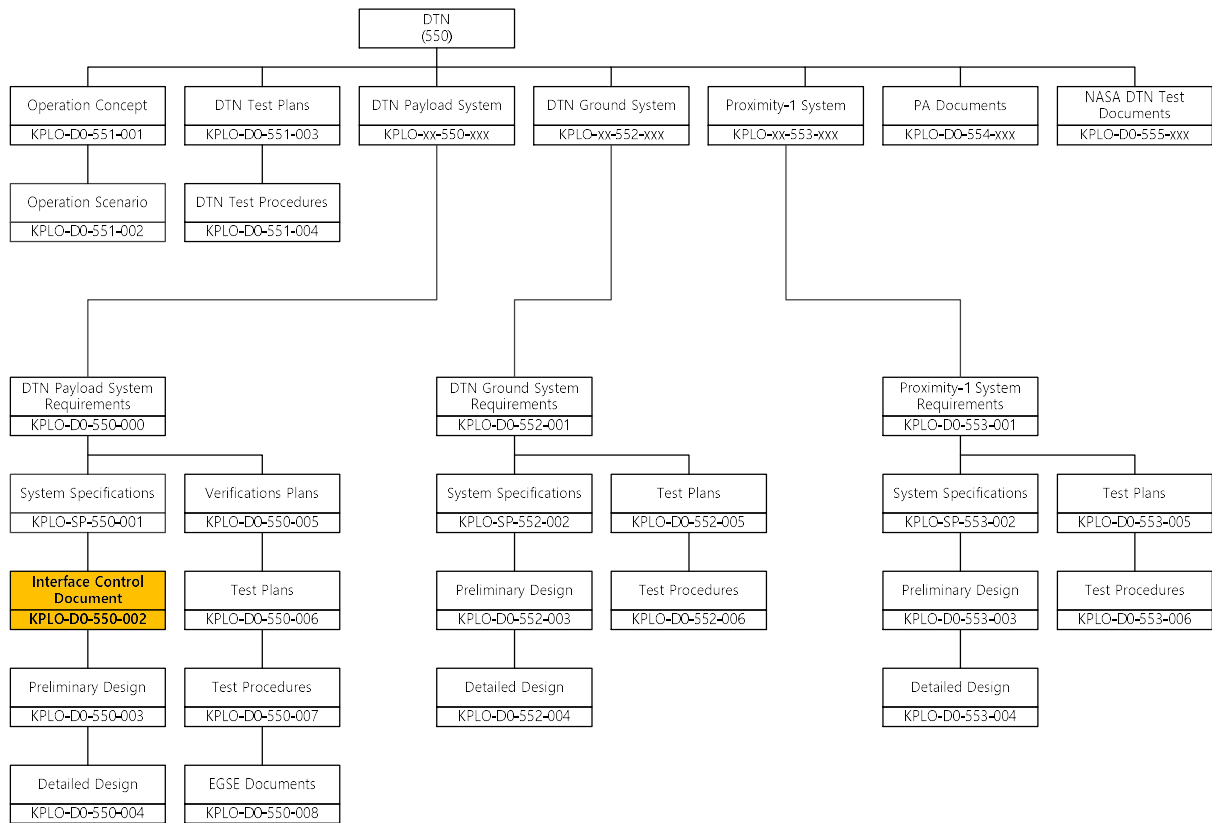 DTN
(550)
Operation Concept
KPLO-D0-551-001
DTN Test Plans
KPLO-D0-551-003
DTN Payload System
KPLO-xx-550-xxx
DTN Ground System
KPLO-xx-552-xxx
Proximity-1 System
KPLO-xx-553-xxx
PA Documents
KPLO-D0-554-xxx
NASA DTN Test
Documents
KPLO-D0-555-xxx
Operation Scenario
KPLO-D0-551-002
DTN Test Procedures
KPLO-D0-551-004
DTN Payload System
Requirements
KPLO-D0-550-000
DTN Ground System
Requirements
KPLO-D0-552-001
Proximity-1 System
Requirements
KPLO-D0-553-001
System Specifications
KPLO-SP-550-001
Verifications Plans
KPLO-D0-550-005
System Specifications
KPLO-SP-552-002
Test Plans
KPLO-D0-552-005
System Specifications
KPLO-SP-553-002
Test Plans
KPLO-D0-553-005
Interface Control
Document
KPLO-D0-550-002
Test Plans
KPLO-D0-550-006
Preliminary Design
KPLO-D0-552-003
Test Procedures
KPLO-D0-552-006
Preliminary Design
KPLO-D0-553-003
Test Procedures
KPLO-D0-553-006
Preliminary Design
KPLO-D0-550-003
Test Procedures
KPLO-D0-550-007
Detailed Design
KPLO-D0-552-004
Detailed Design
KPLO-D0-553-004
Detailed Design
KPLO-D0-550-004
EGSE Documents
KPLO-D0-550-008